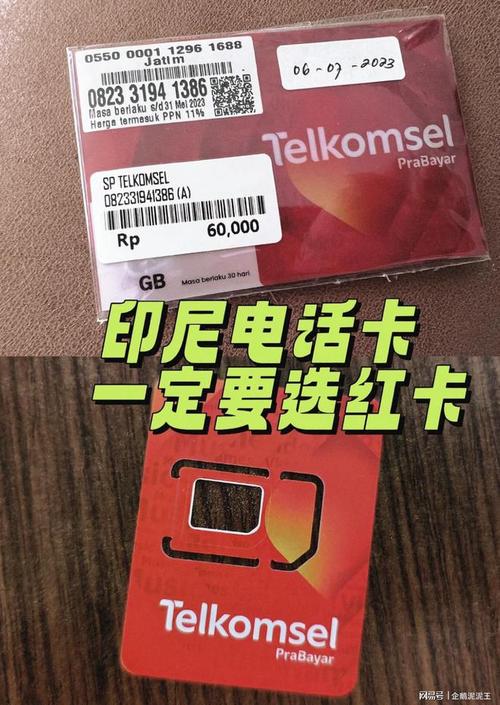 0550 0001 1296 1688
Jatim
0823 3194 1386
Masa berlaku s/d 31 Mei 2023
Harga termasuk PPN 11%
06-07-2023
Telkomsel
PraBayar
SP TELKOMSEL
082331941386 (A)
Rp 60,000
GB Masa berlaku 30 hari
印尼电话卡
一定要选红卡
Telkomsel
PraBayar
搜狐号@企鹅泥泥王